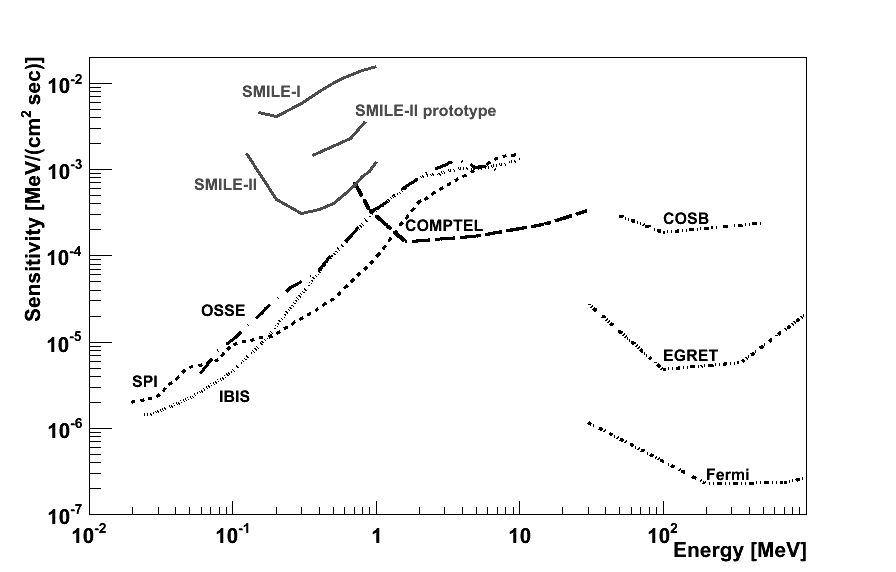 Sensitivity [MeV/(cm² sec)]
10⁻²
10⁻³
10⁻⁴
10⁻⁵
10⁻⁶
10⁻⁷
SMILE-I
SMILE-II prototype
SMILE-II
COMPTEL
COSB
OSSE
EGRET
SPI
IBIS
Fermi
10⁻² 10⁻¹ 1 10 10²
Energy [MeV]